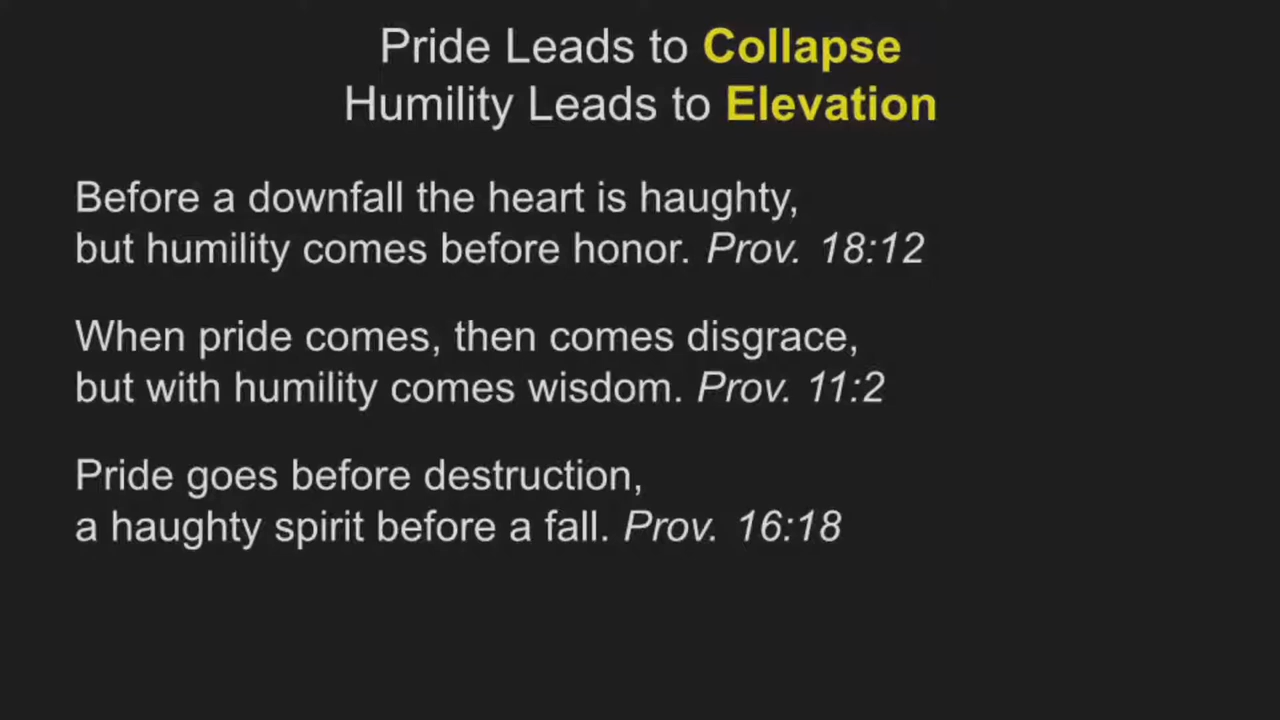 Pride Leads to Collapse
Humility Leads to Elevation
Before a downfall the heart is haughty,
but humility comes before honor. Prov. 18:12
When pride comes, then comes disgrace,
but with humility comes wisdom. Prov. 11:2
Pride goes before destruction,
a haughty spirit before a fall. Prov. 16:18